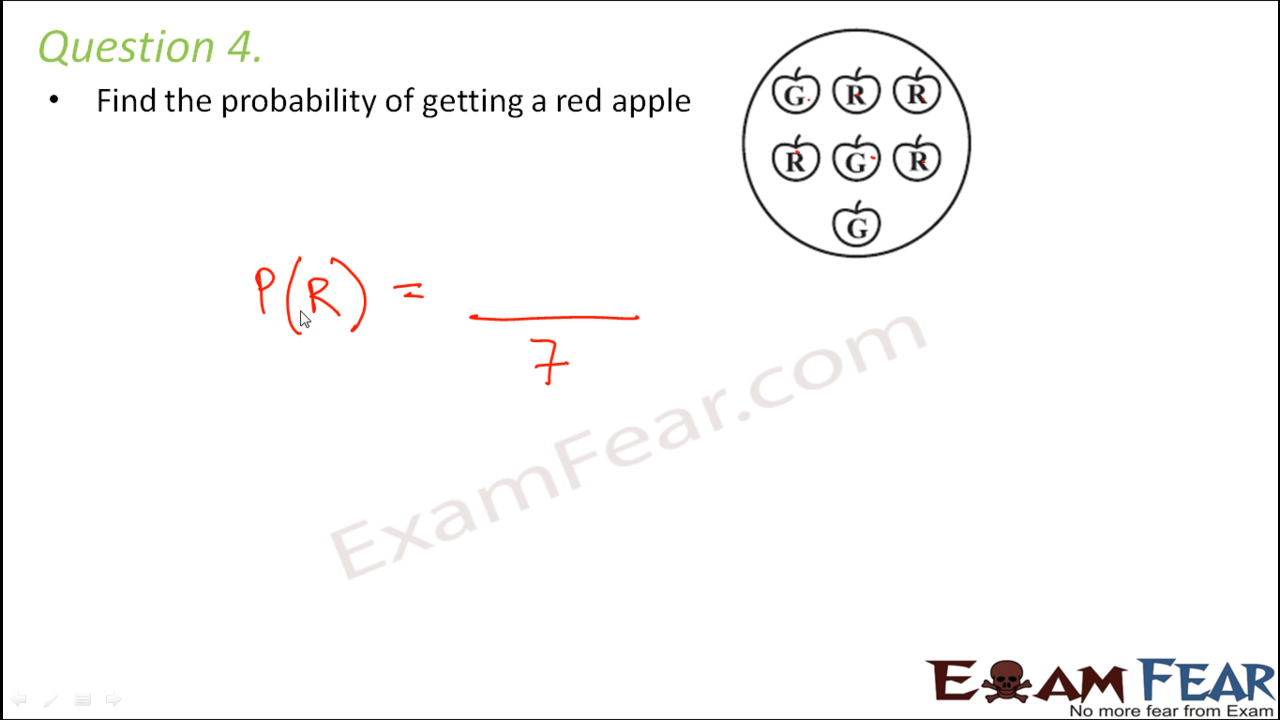 Question 4.
• Find the probability of getting a red apple
G R R
R G R
G
P(R) =
7
ExamFear.com
EXAM FEAR
No more fear from Exam